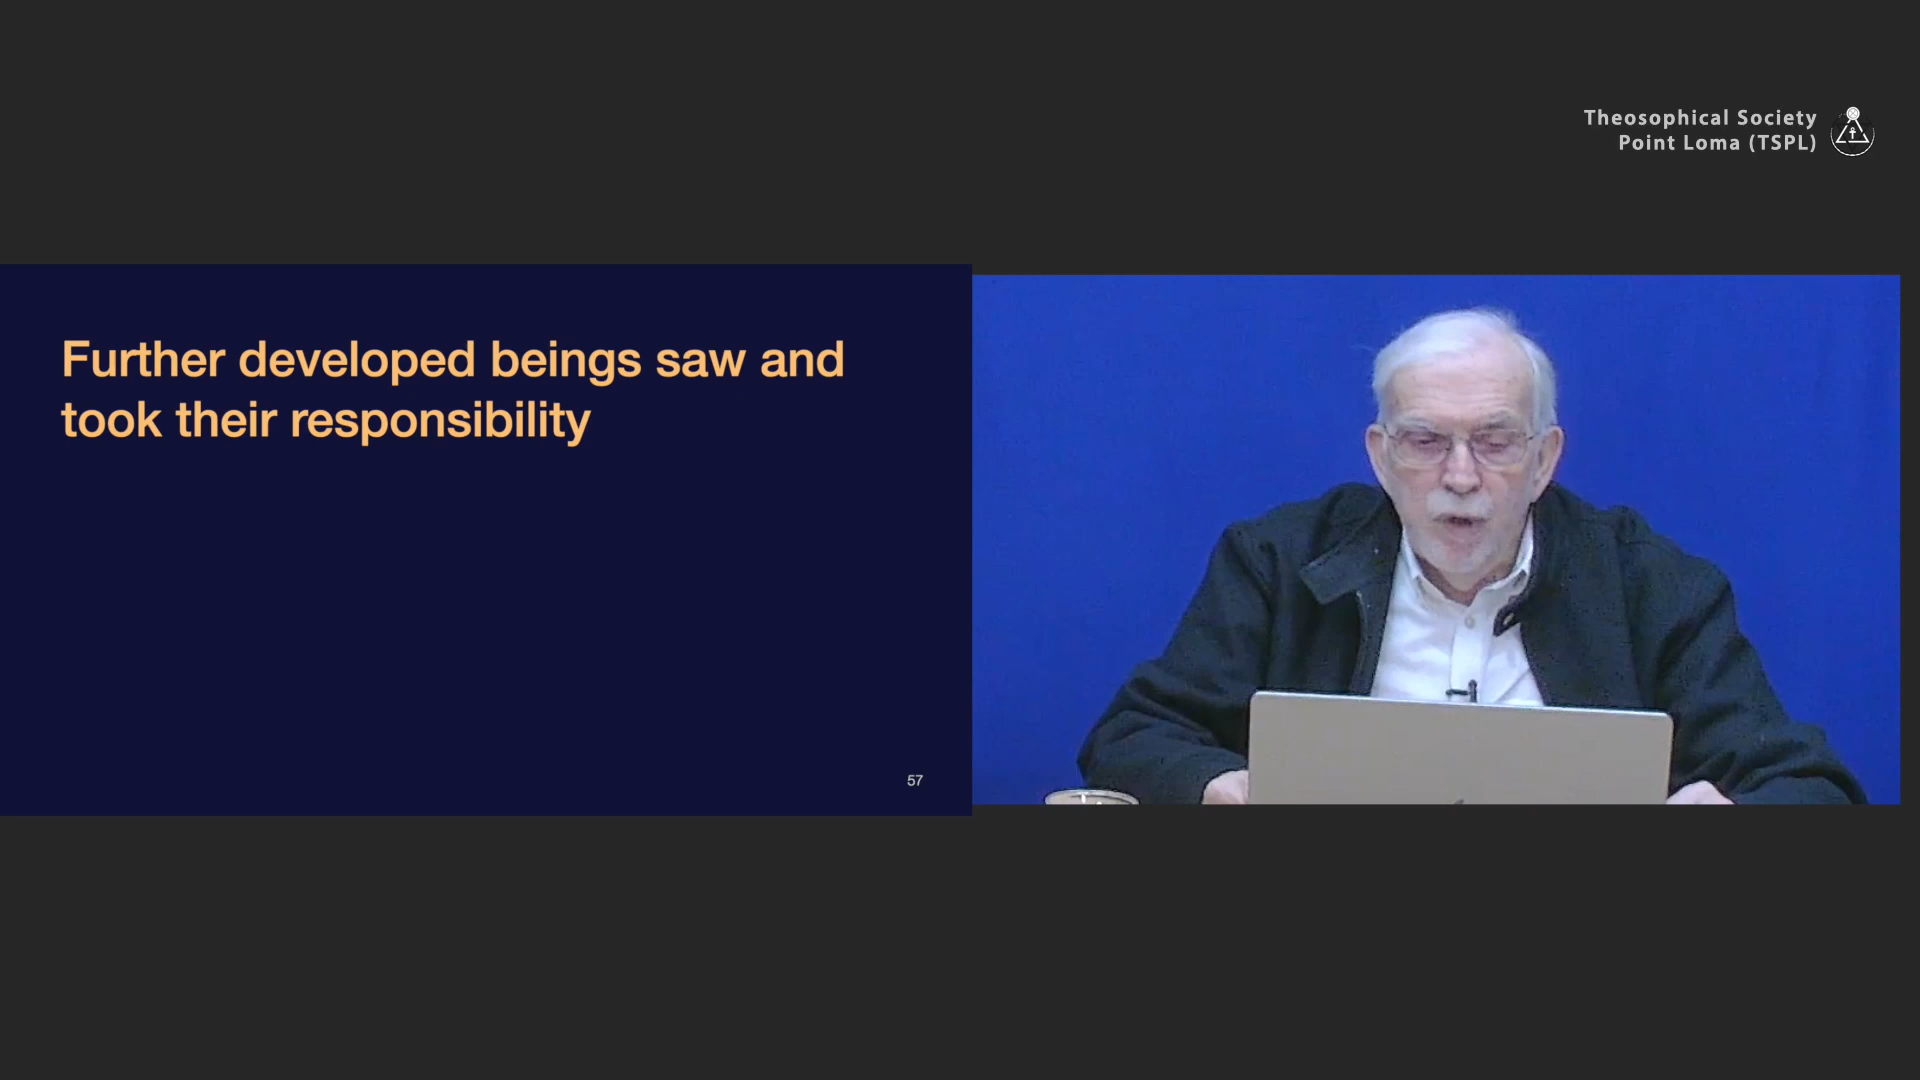 Theosophical Society
Point Loma (TSPL)
Further developed beings saw and
took their responsibility
57